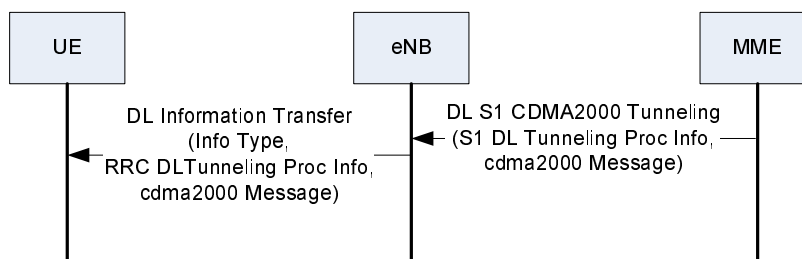 UE
eNB
MME
DL Information Transfer
(Info Type,
RRC DLTunneling Proc Info,
cdma2000 Message)
DL S1 CDMA2000 Tunneling
(S1 DL Tunneling Proc Info,
cdma2000 Message)